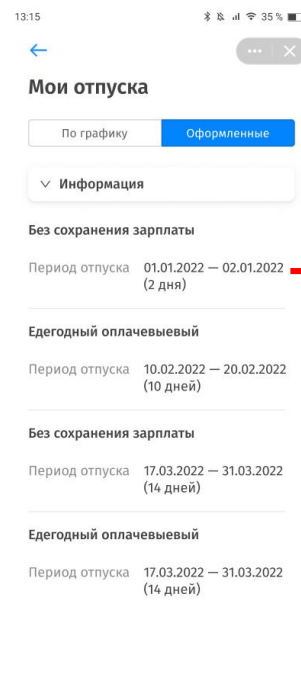 13:15 35 %
Мои отпуска
По графику Оформленные
Информация
Без сохранения зарплаты
Период отпуска 01.01.2022 — 02.01.2022
(2 дня)
Едегодный оплачевыевый
Период отпуска 10.02.2022 — 20.02.2022
(10 дней)
Без сохранения зарплаты
Период отпуска 17.03.2022 — 31.03.2022
(14 дней)
Едегодный оплачевыевый
Период отпуска 17.03.2022 — 31.03.2022
(14 дней)